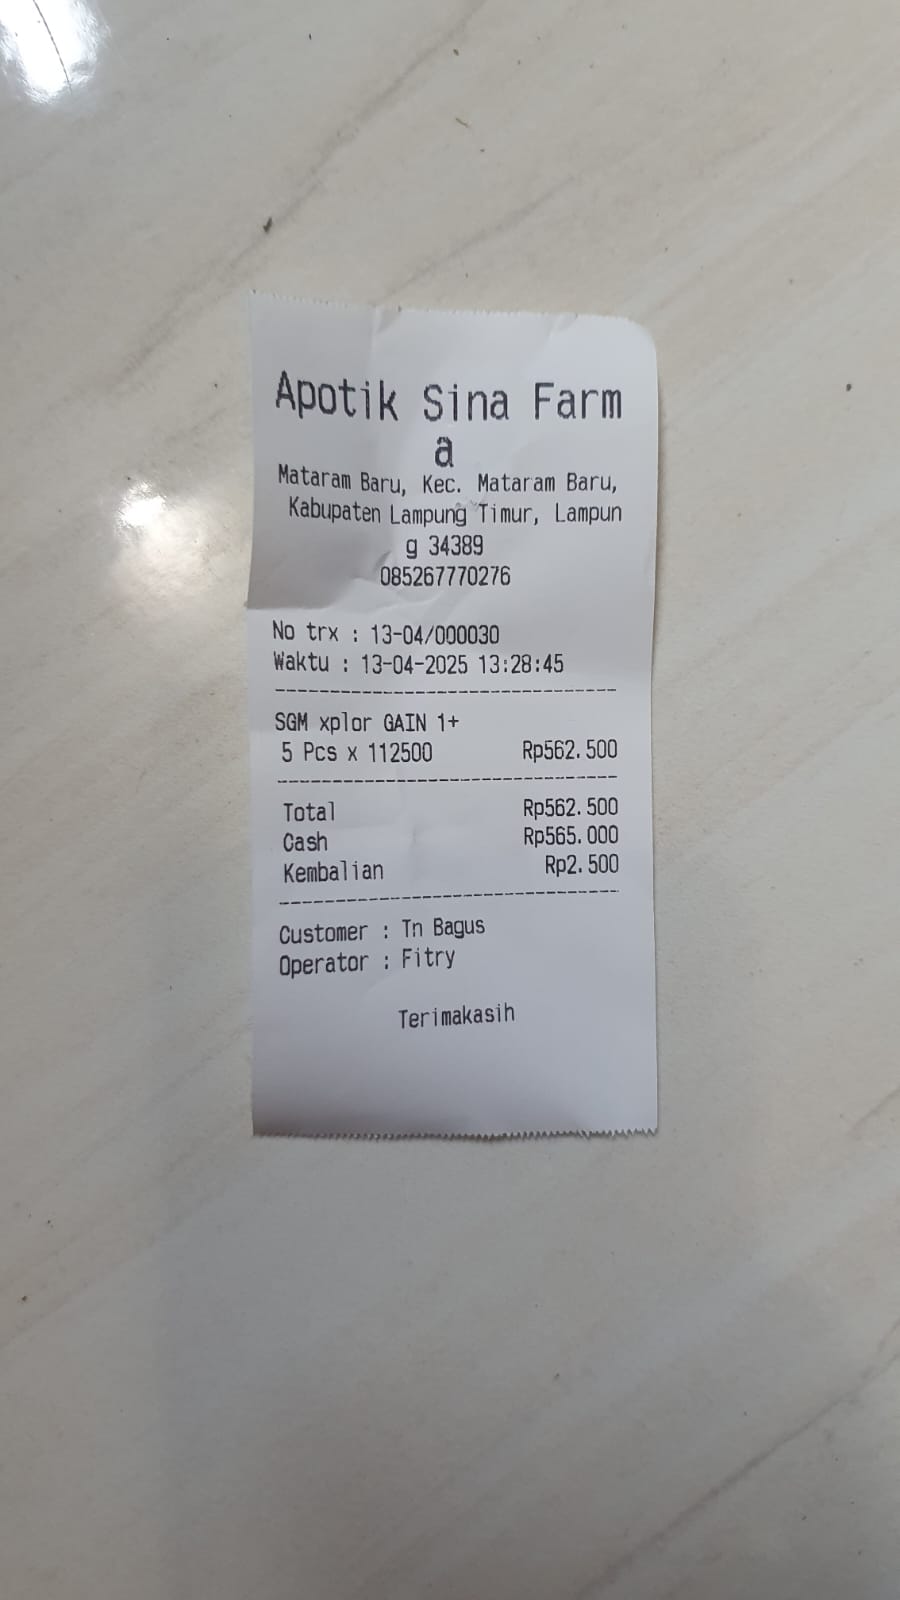 Apotik Sina Farm
a
Mataram Baru, Kec. Mataram Baru,
Kabupaten Lampung Timur, Lampun
g 34389
085267770276
No trx : 13-04/000030
Waktu : 13-04-2025 13:28:45
--------------------------------
SGM xplor GAIN 1+
5 Pcs x 112500 Rp562.500
--------------------------------
Total Rp562.500
Cash Rp565.000
Kembalian Rp2.500
--------------------------------
Customer : Tn Bagus
Operator : Fitry
Terimakasih